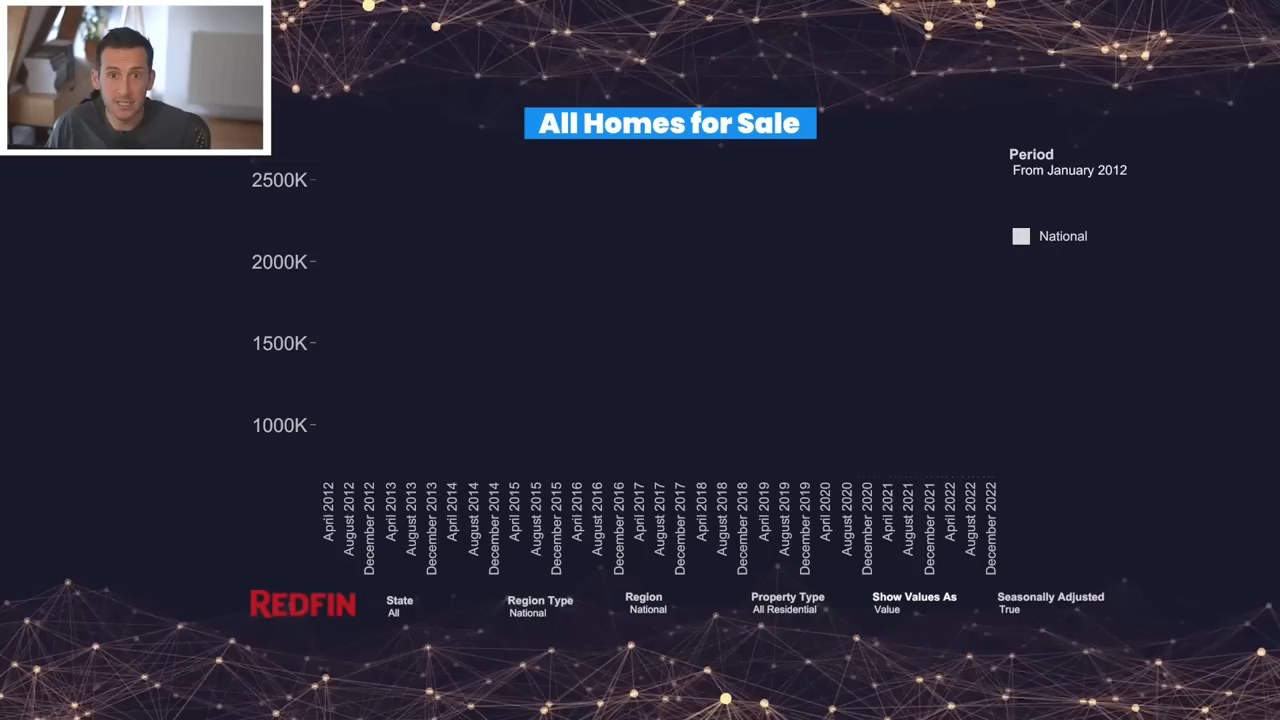 All Homes for Sale
Period
From January 2012
National
2500K
2000K
1500K
1000K
April 2012
August 2012
December 2012
April 2013
August 2013
December 2013
April 2014
August 2014
December 2014
April 2015
August 2015
December 2015
April 2016
August 2016
December 2016
April 2017
August 2017
December 2017
April 2018
August 2018
December 2018
April 2019
August 2019
December 2019
April 2020
August 2020
December 2020
April 2021
August 2021
December 2021
April 2022
August 2022
December 2022
REDFIN
State
All
Region Type
National
Region
National
Property Type
All Residential
Show Values As
Value
Seasonally Adjusted
True